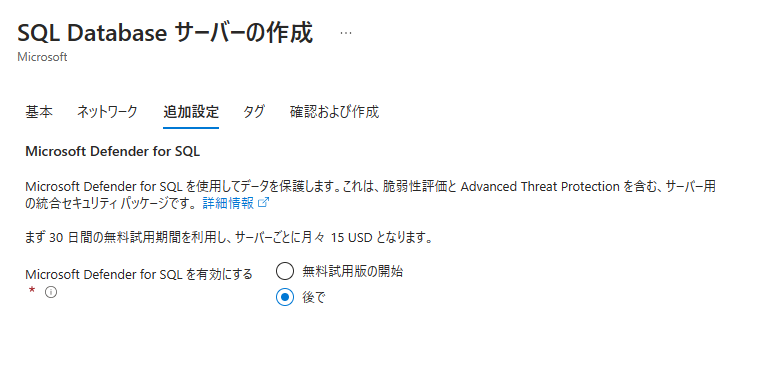 SQL Database サーバーの作成 …
Microsoft
基本 ネットワーク 追加設定 タグ 確認および作成
Microsoft Defender for SQL
Microsoft Defender for SQL を使用してデータを保護します。これは、脆弱性評価と Advanced Threat Protection を含む、サーバー用
の統合セキュリティ パッケージです。 詳細情報
まず 30 日間の無料試用期間を利用し、サーバーごとに月々 15 USD となります。
Microsoft Defender for SQL を有効にする 無料試用版の開始
* 後で